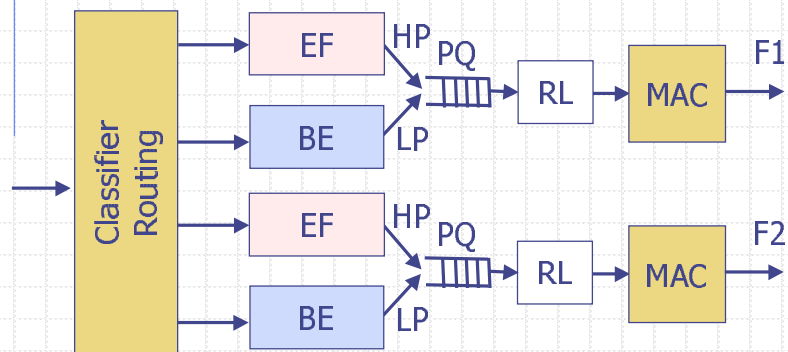 Classifier
Routing
EF
HP
PQ
BE
LP
RL
MAC
F1
EF
HP
PQ
BE
LP
RL
MAC
F2